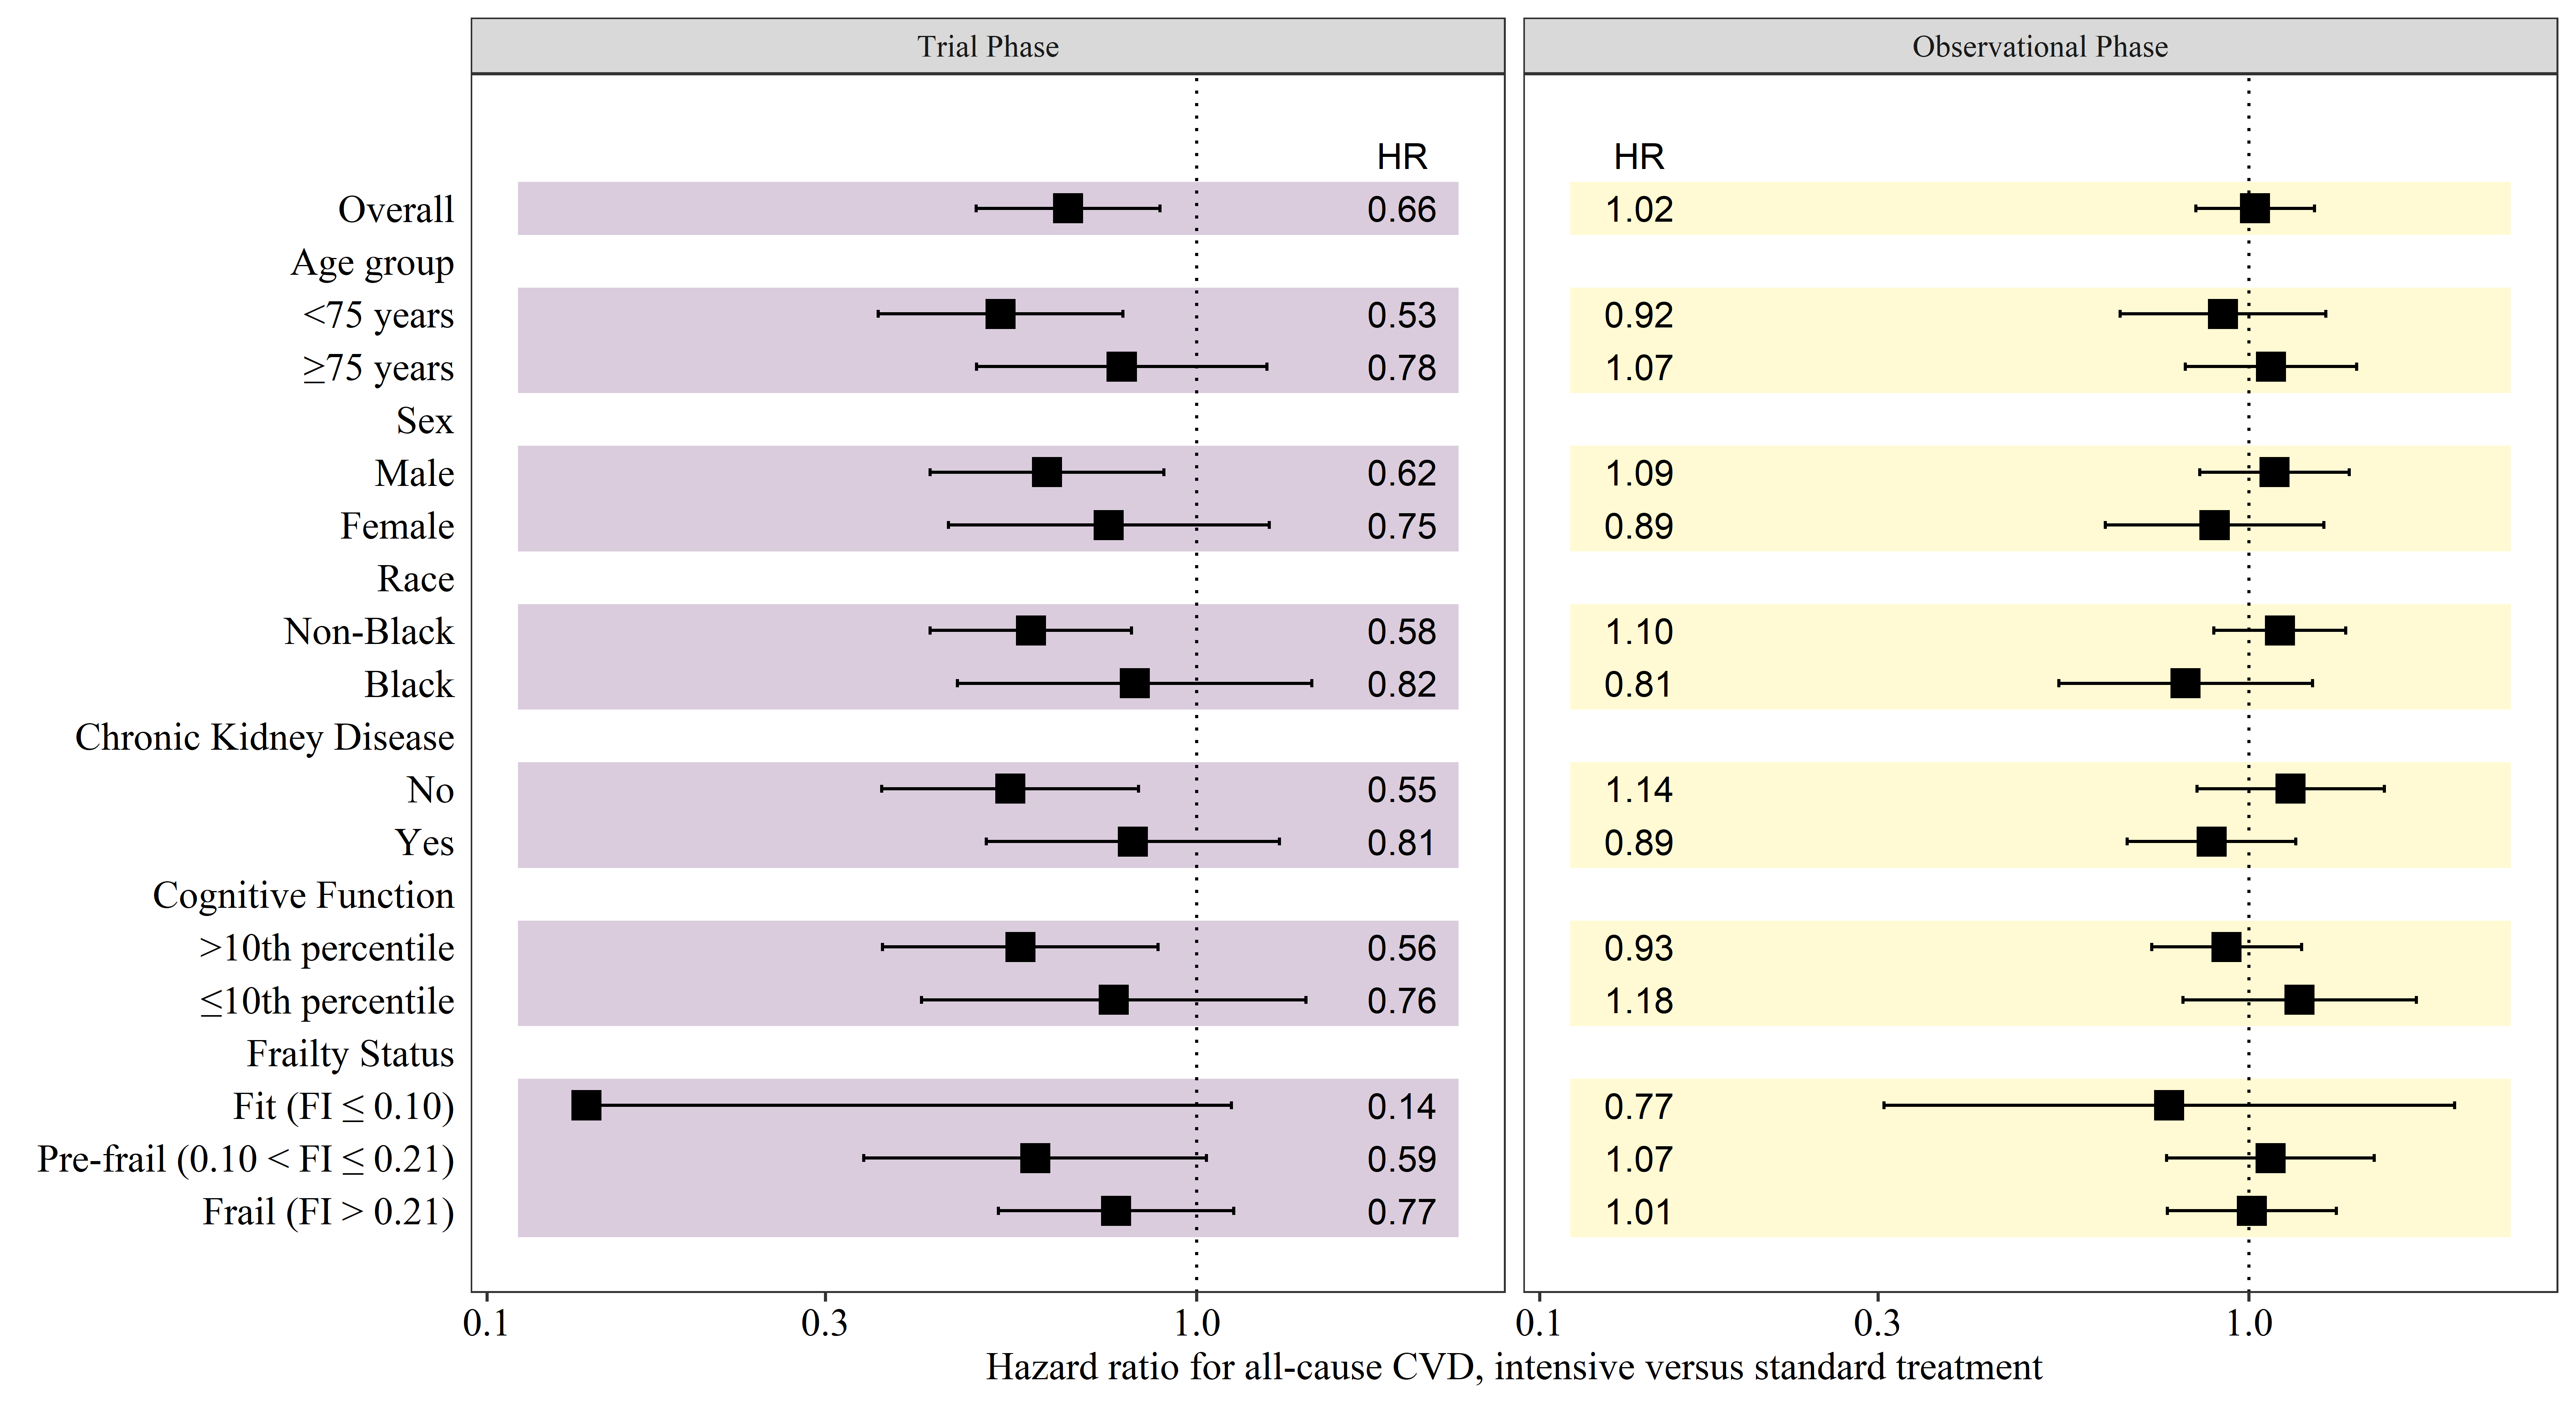 Trial Phase Observational Phase
HR HR
Overall 0.66 1.02
Age group
<75 years 0.53 0.92
≥75 years 0.78 1.07
Sex
Male 0.62 1.09
Female 0.75 0.89
Race
Non-Black 0.58 1.10
Black 0.82 0.81
Chronic Kidney Disease
No 0.55 1.14
Yes 0.81 0.89
Cognitive Function
>10th percentile 0.56 0.93
≤10th percentile 0.76 1.18
Frailty Status
Fit (FI ≤ 0.10) 0.14 0.77
Pre-frail (0.10 < FI ≤ 0.21) 0.59 1.07
Frail (FI > 0.21) 0.77 1.01
0.1 0.3 1.0 0.1 0.3 1.0
Hazard ratio for all-cause CVD, intensive versus standard treatment